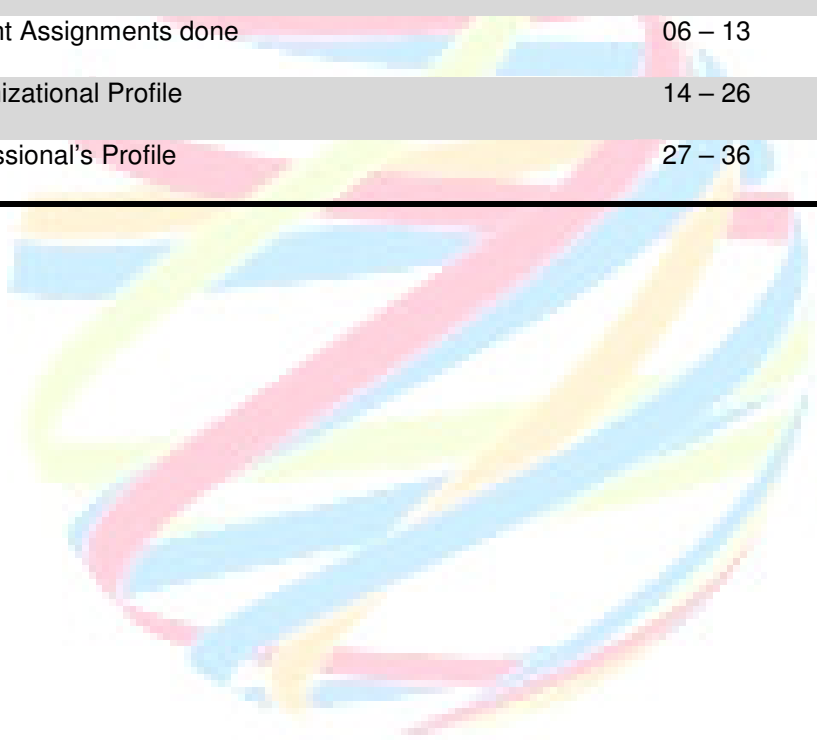 nt Assignments done 06 – 13
izational Profile 14 – 26
ssional's Profile 27 – 36